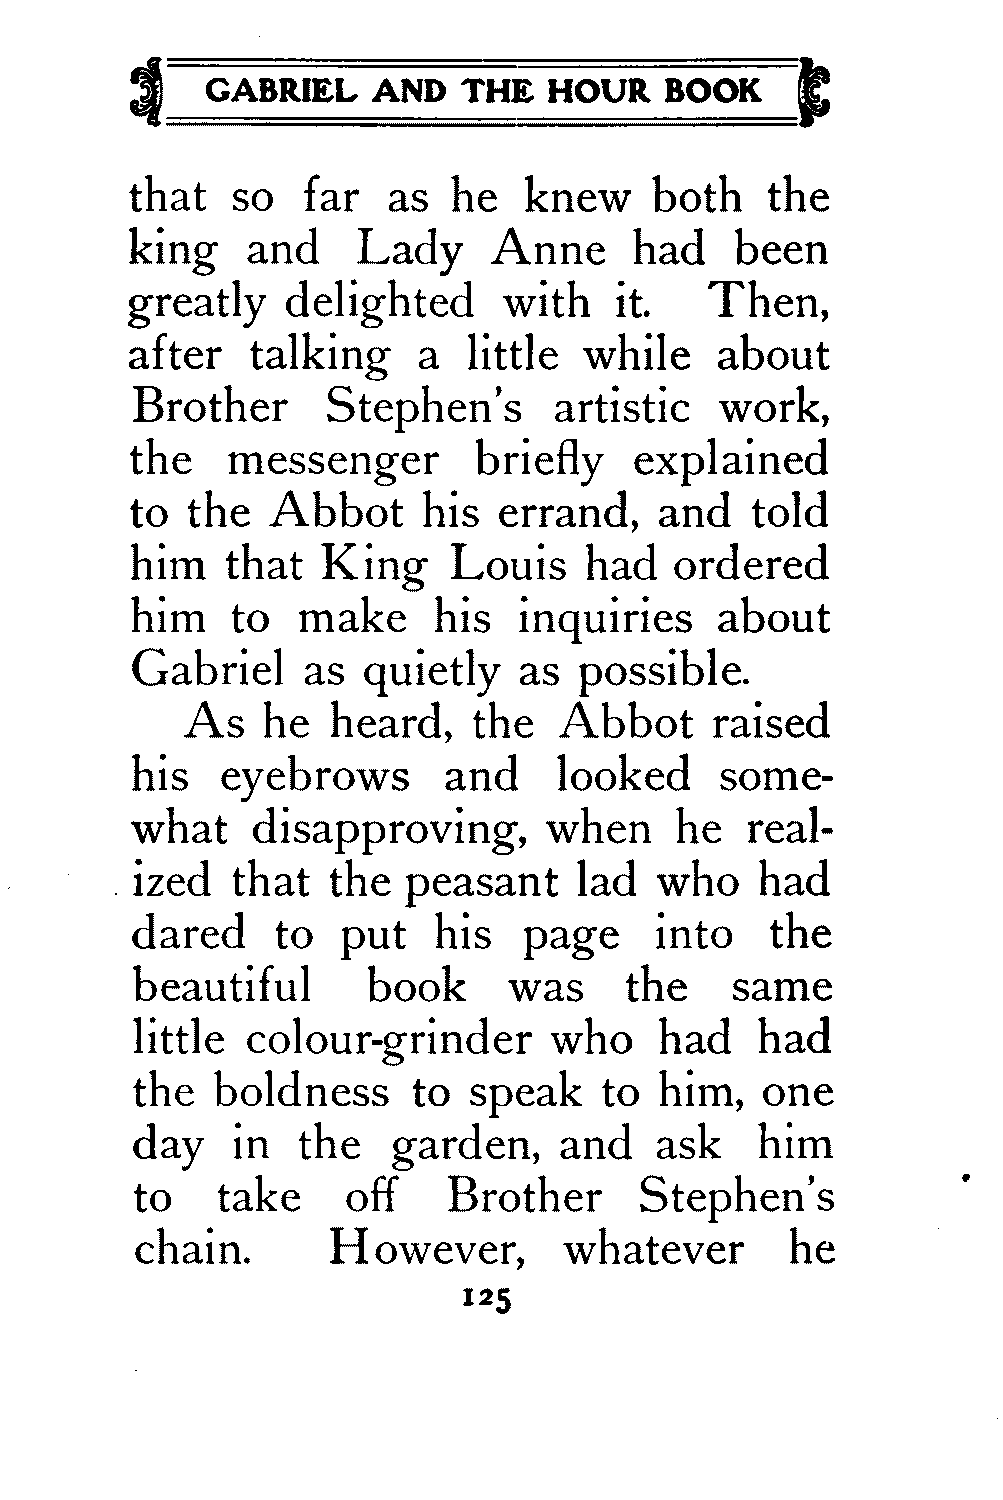 GABRIEL AND THE HOUR BOOK
that so far as he knew both the
king and Lady Anne had been
greatly delighted with it. Then,
after talking a little while about
Brother Stephen's artistic work,
the messenger briefly explained
to the Abbot his errand, and told
him that King Louis had ordered
him to make his inquiries about
Gabriel as quietly as possible.
As he heard, the Abbot raised
his eyebrows and looked some-
what disapproving, when he real-
ized that the peasant lad who had
dared to put his page into the
beautiful book was the same
little colour-grinder who had had
the boldness to speak to him, one
day in the garden, and ask him
to take off Brother Stephen's
chain. However, whatever he
125